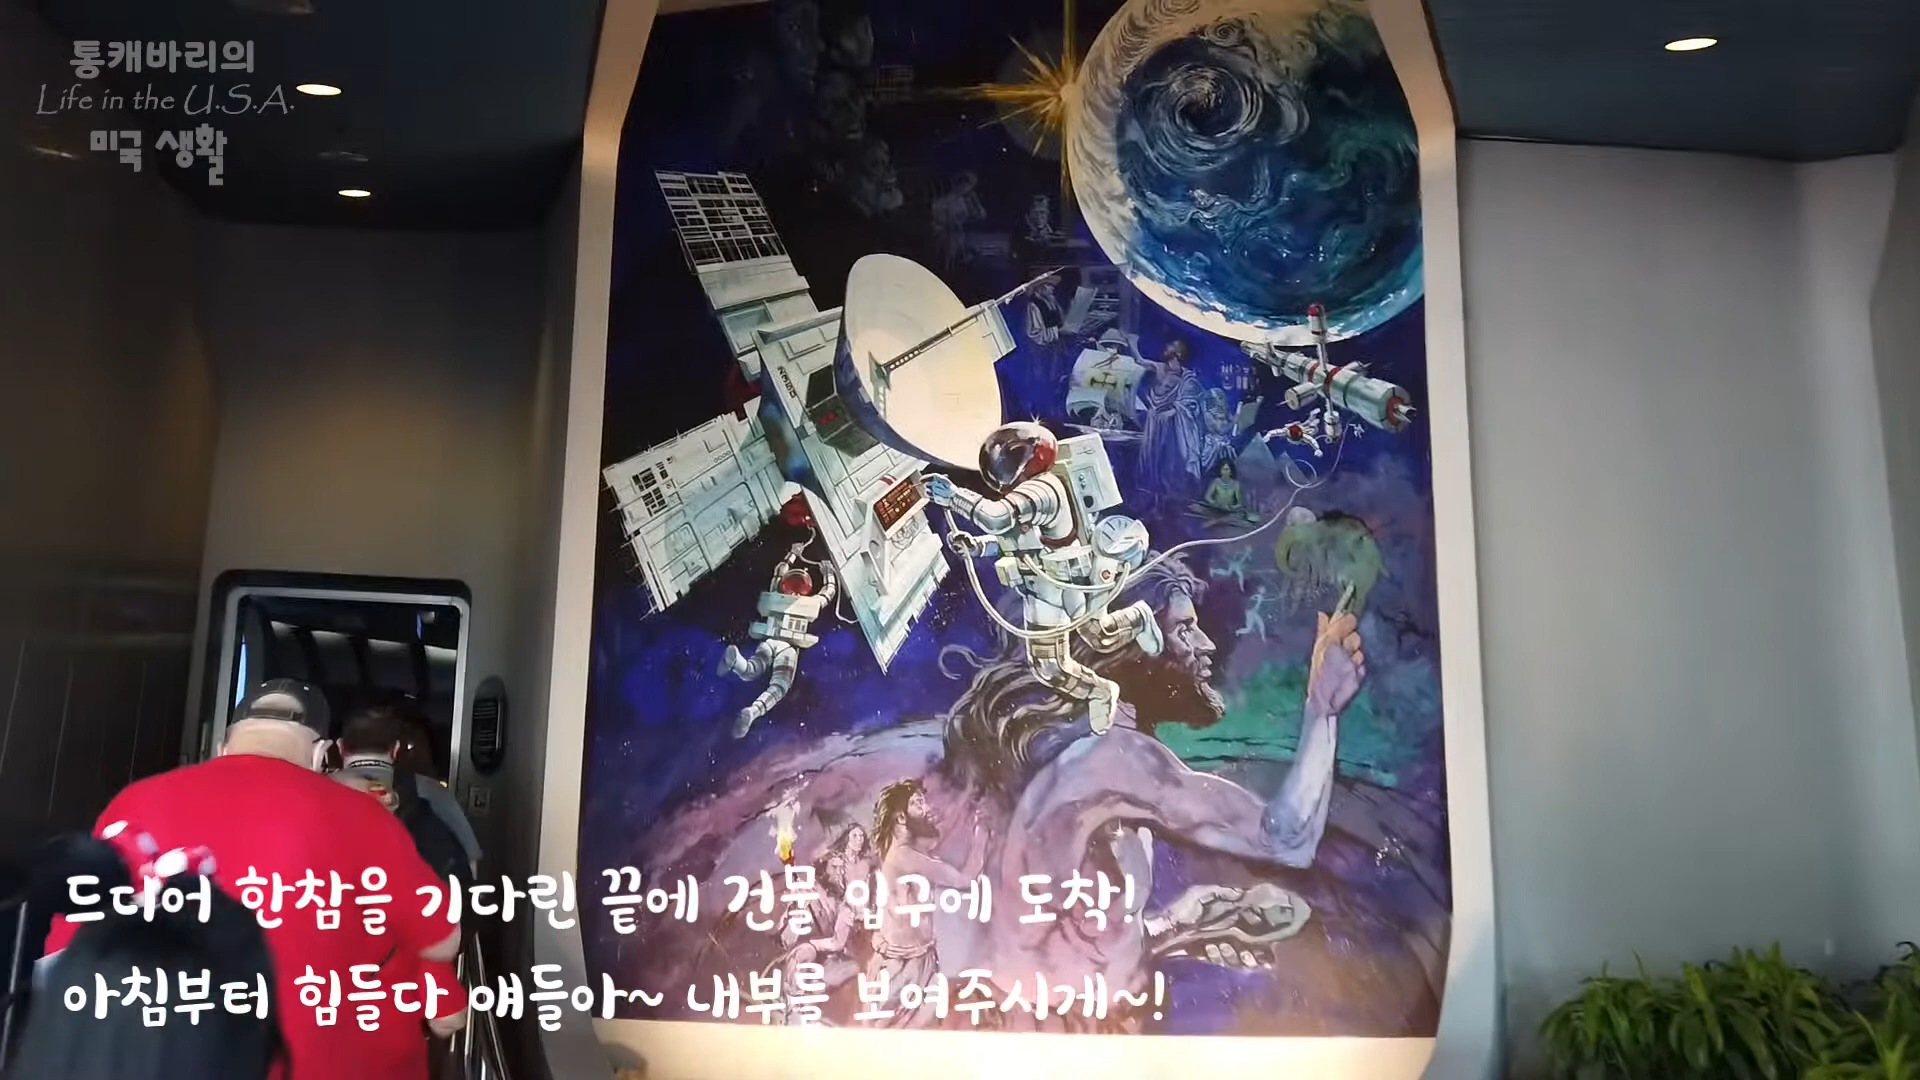 통캐바리의
Life in the U.S.A.
미국 생활
드디어 한참을 기다린 끝에 건물 입구에 도착!
아침부터 힘들다 얘들아~ 내부를 보여주시게~!